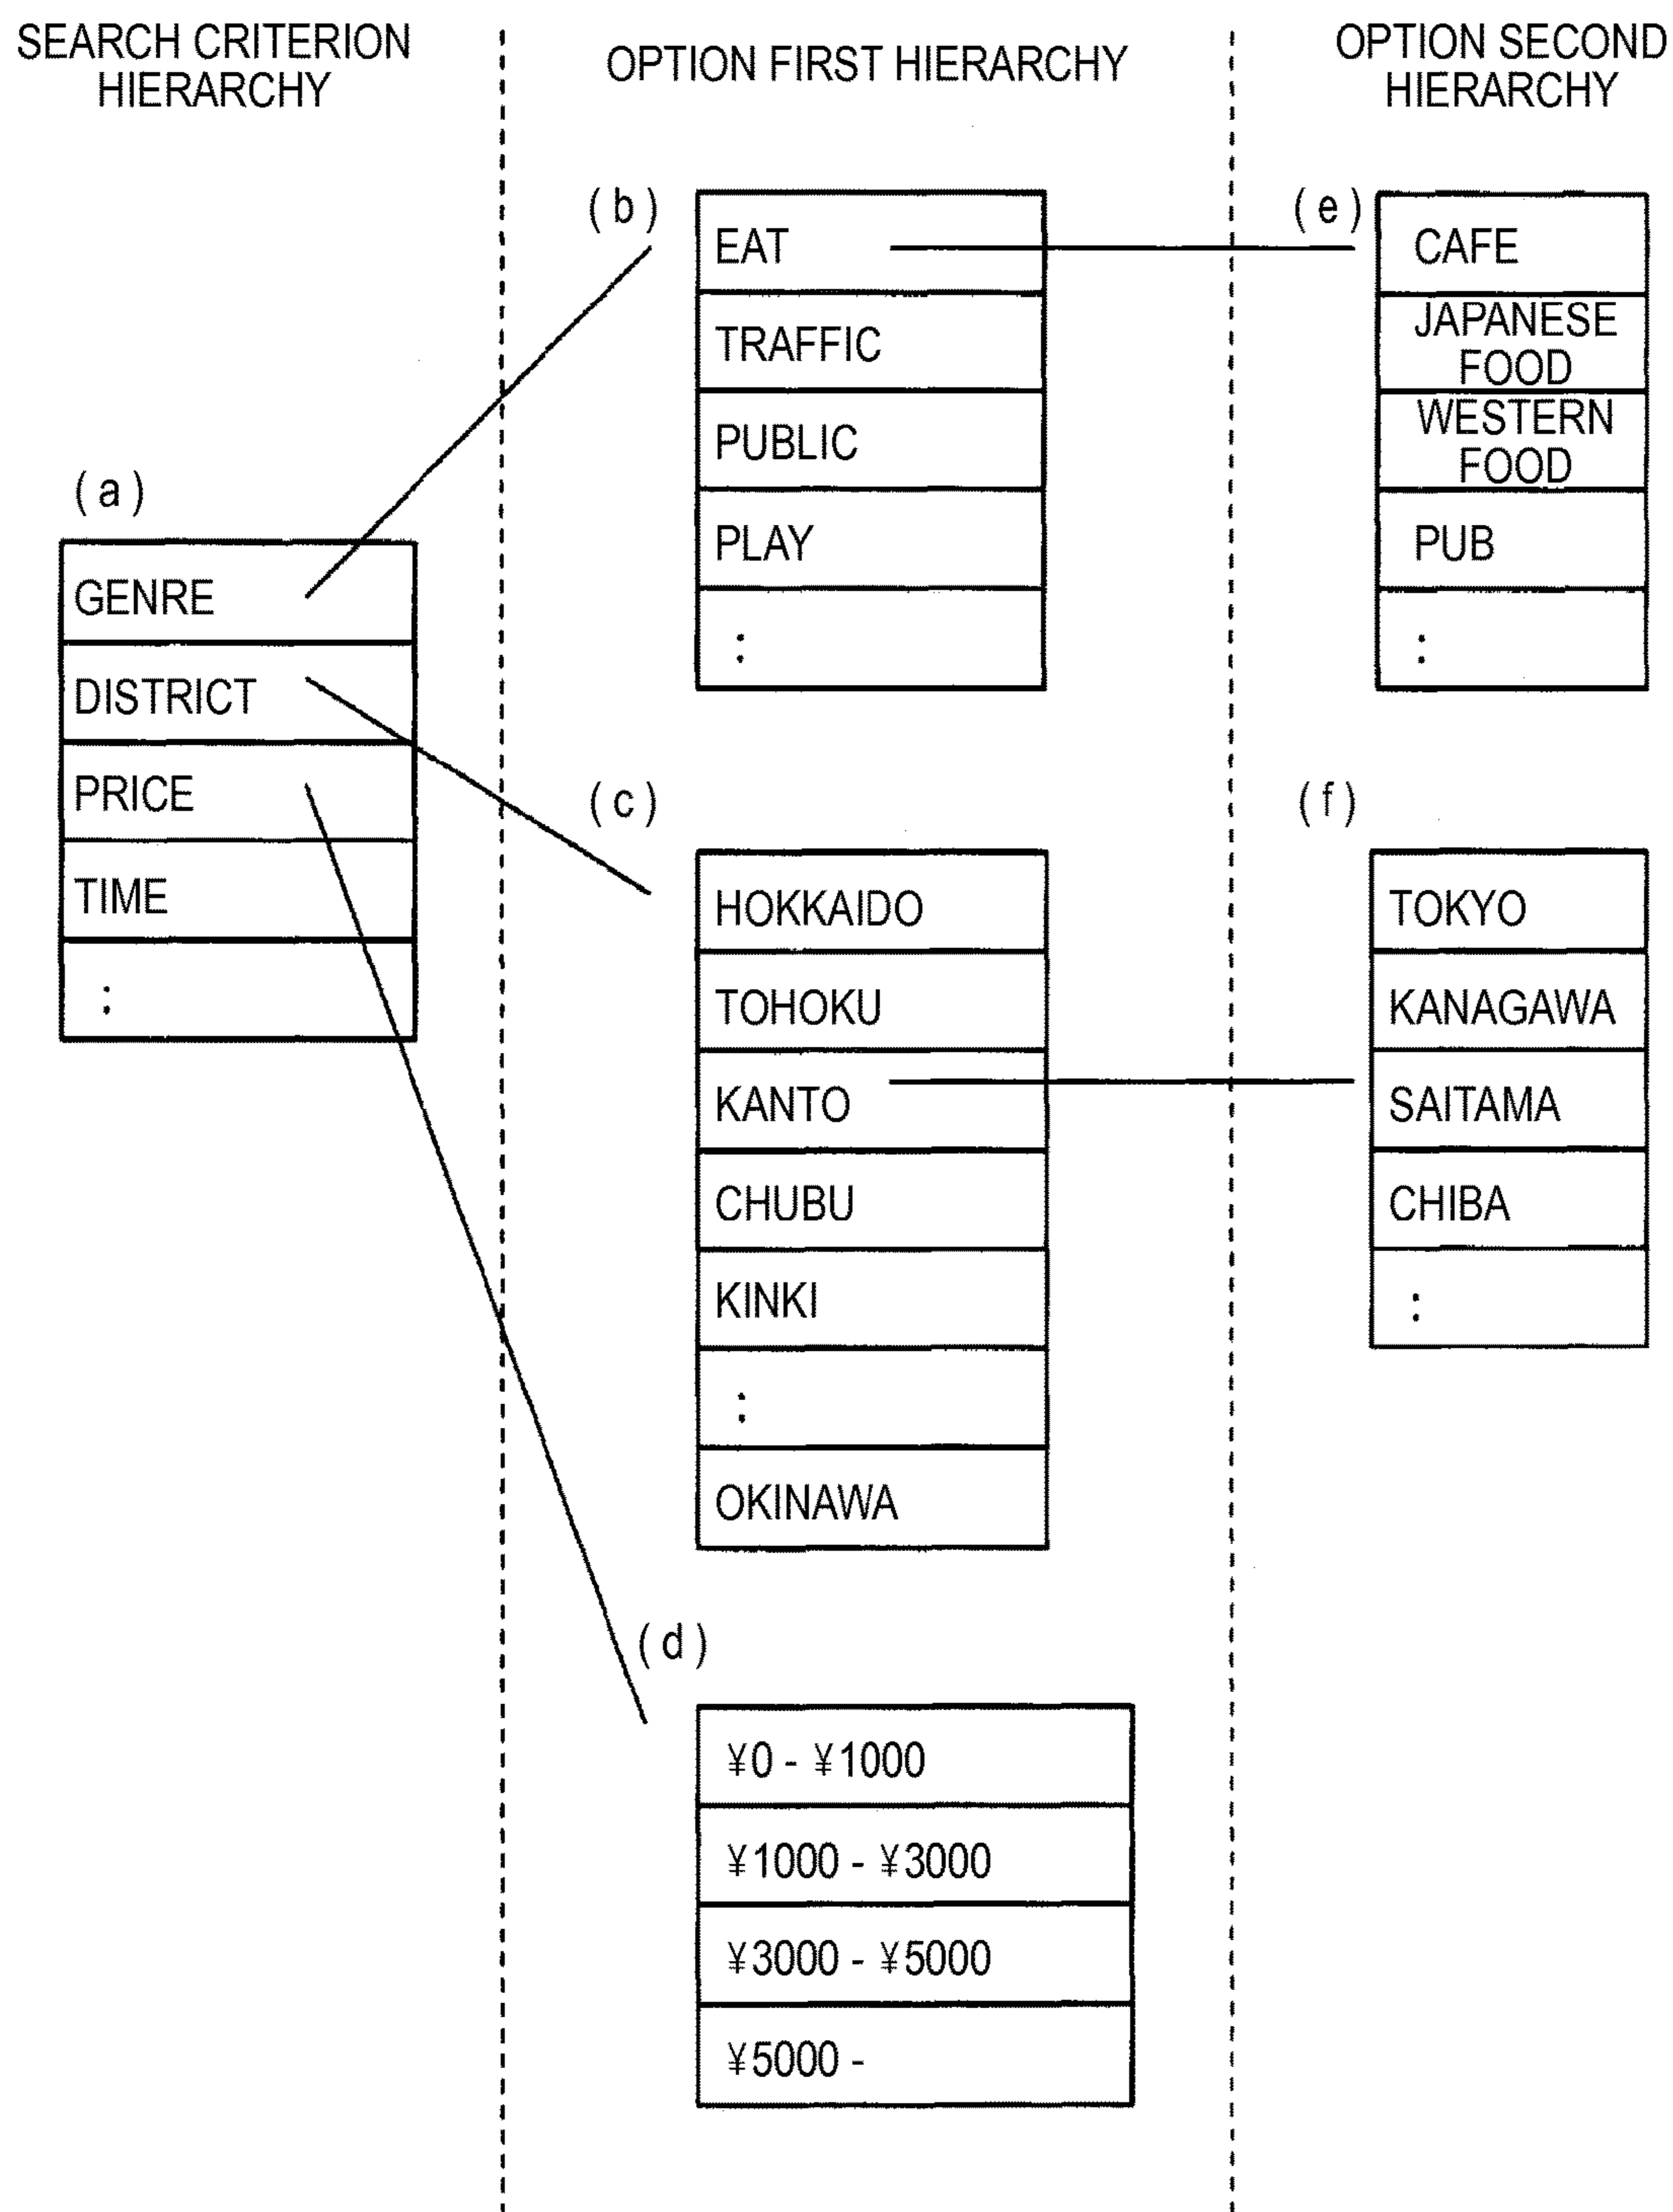 SEARCH CRITERION
HIERARCHY
OPTION FIRST HIERARCHY
OPTION SECOND
HIERARCHY
(a)
GENRE
DISTRICT
PRICE
TIME
:
(b)
EAT
TRAFFIC
PUBLIC
PLAY
:
(c)
HOKKAIDO
TOHOKU
KANTO
CHUBU
KINKI
:
OKINAWA
(d)
¥0 - ¥1000
¥1000 - ¥3000
¥3000 - ¥5000
¥5000 -
(e)
CAFE
JAPANESE
FOOD
WESTERN
FOOD
PUB
:
(f)
TOKYO
KANAGAWA
SAITAMA
CHIBA
: